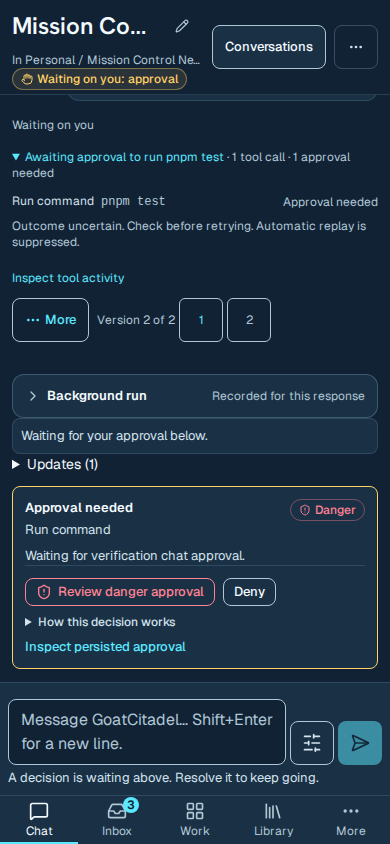 Mission Co...
In Personal / Mission Control Ne...
Conversations
Waiting on you: approval
Waiting on you
Awaiting approval to run pnpm test · 1 tool call · 1 approval
needed
Run command pnpm test
Approval needed
Outcome uncertain. Check before retrying. Automatic replay is
suppressed.
Inspect tool activity
··· More
Version 2 of 2
1
2
Background run
Recorded for this response
Waiting for your approval below.
Updates (1)
Approval needed
Danger
Run command
Waiting for verification chat approval.
Review danger approval
Deny
How this decision works
Inspect persisted approval
Message GoatCitadel... Shift+Enter
for a new line.
A decision is waiting above. Resolve it to keep going.
3
Chat
Inbox
Work
Library
More